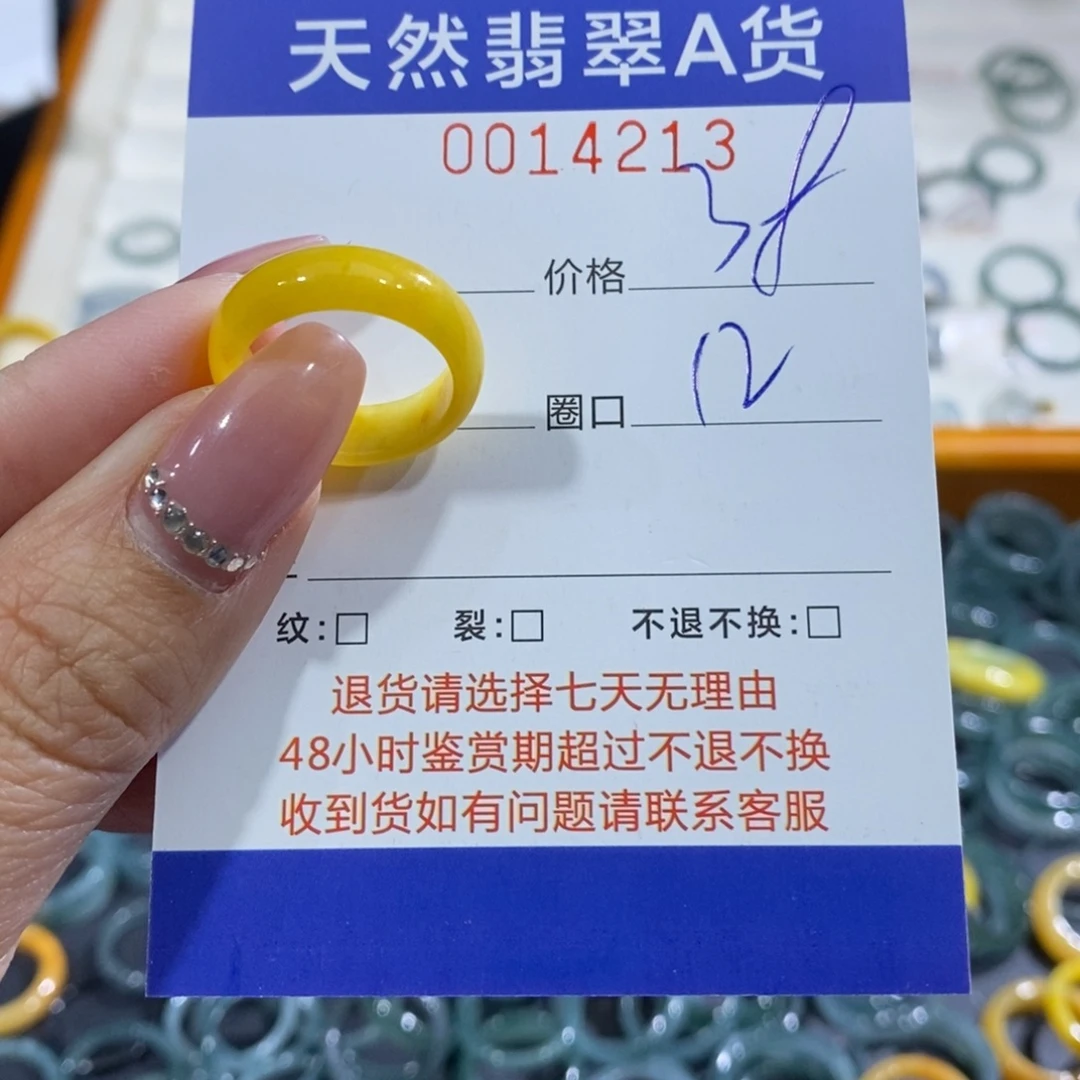 天然翡翠A货
0014213
价格
圈口 12
纹:□ 裂:□ 不退不换:□
退货请选择七天无理由
48小时鉴赏期超过不退不换
收到货如有问题请联系客服